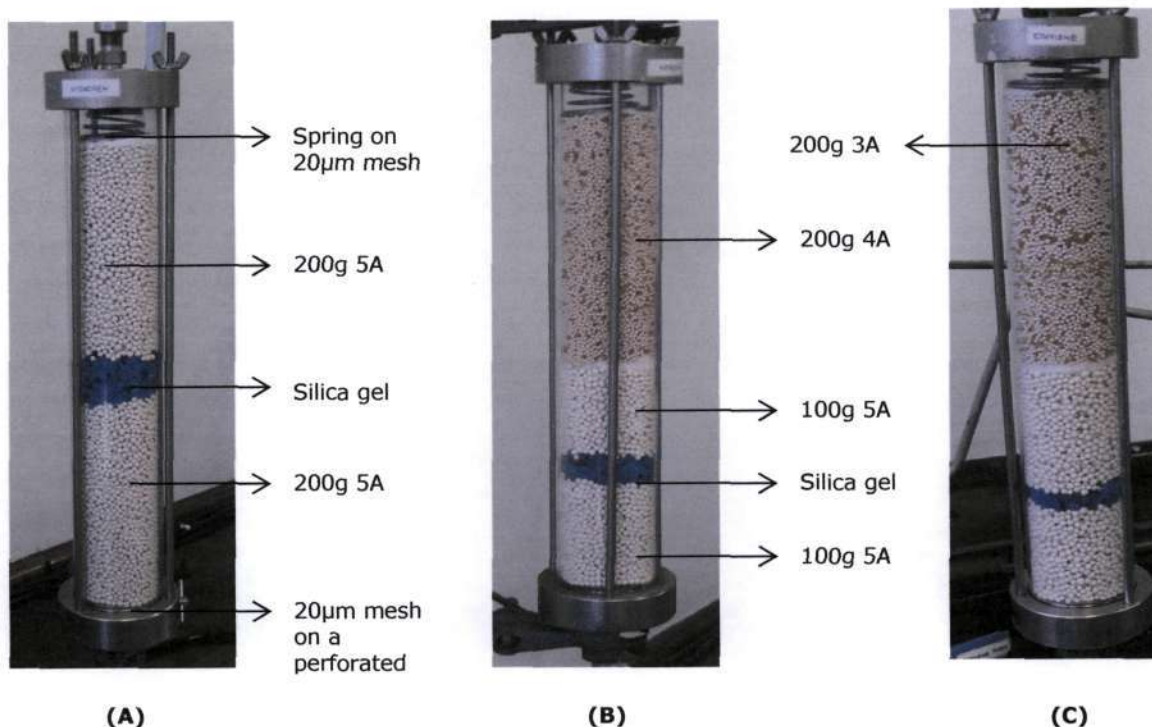 ETHYLENE
Spring on
20µm mesh
200g 5A
Silica gel
200g 5A
20µm mesh
on a
perforated
200g 3A
200g 4A
100g 5A
Silica gel
100g 5A
(A)
(B)
(C)